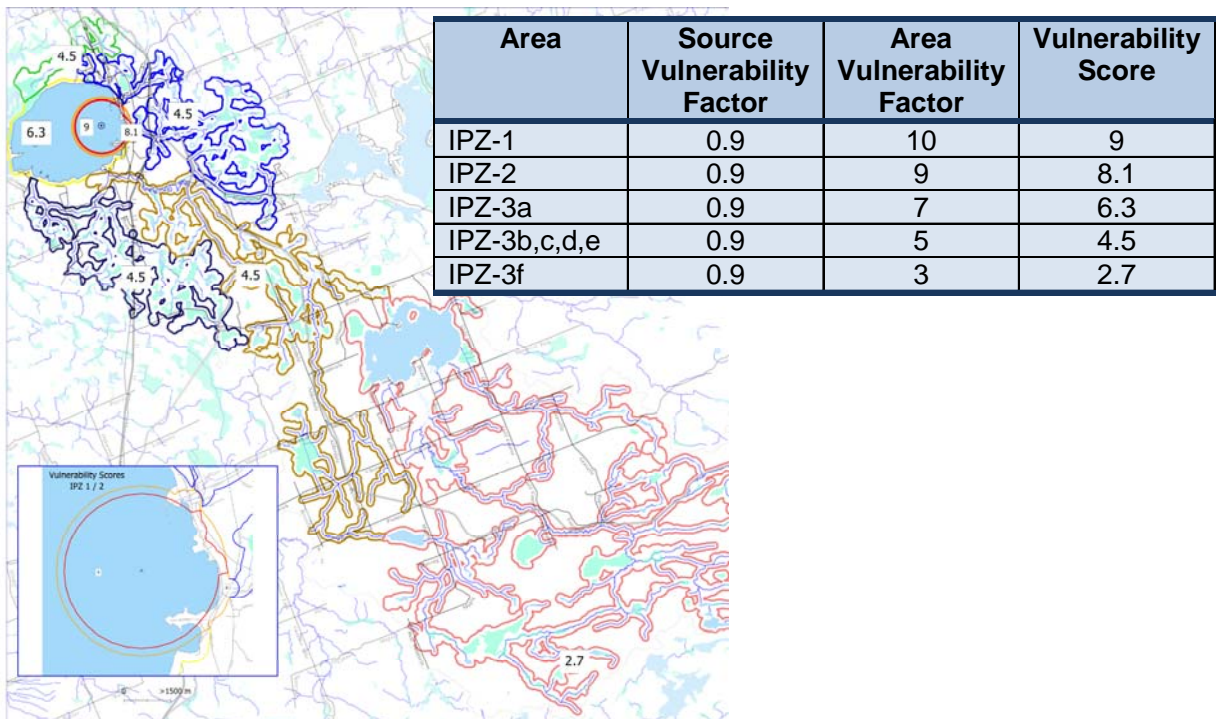 Area Source Vulnerability Factor Area Vulnerability Factor Vulnerability Score
IPZ-1 0.9 10 9
IPZ-2 0.9 9 8.1
IPZ-3a 0.9 7 6.3
IPZ-3b,c,d,e 0.9 5 4.5
IPZ-3f 0.9 3 2.7
4.5
4.5
6.3
9
8.1
4.5
4.5
Vulnerability Scores
IPZ 1 / 2
2.7
>1500 m